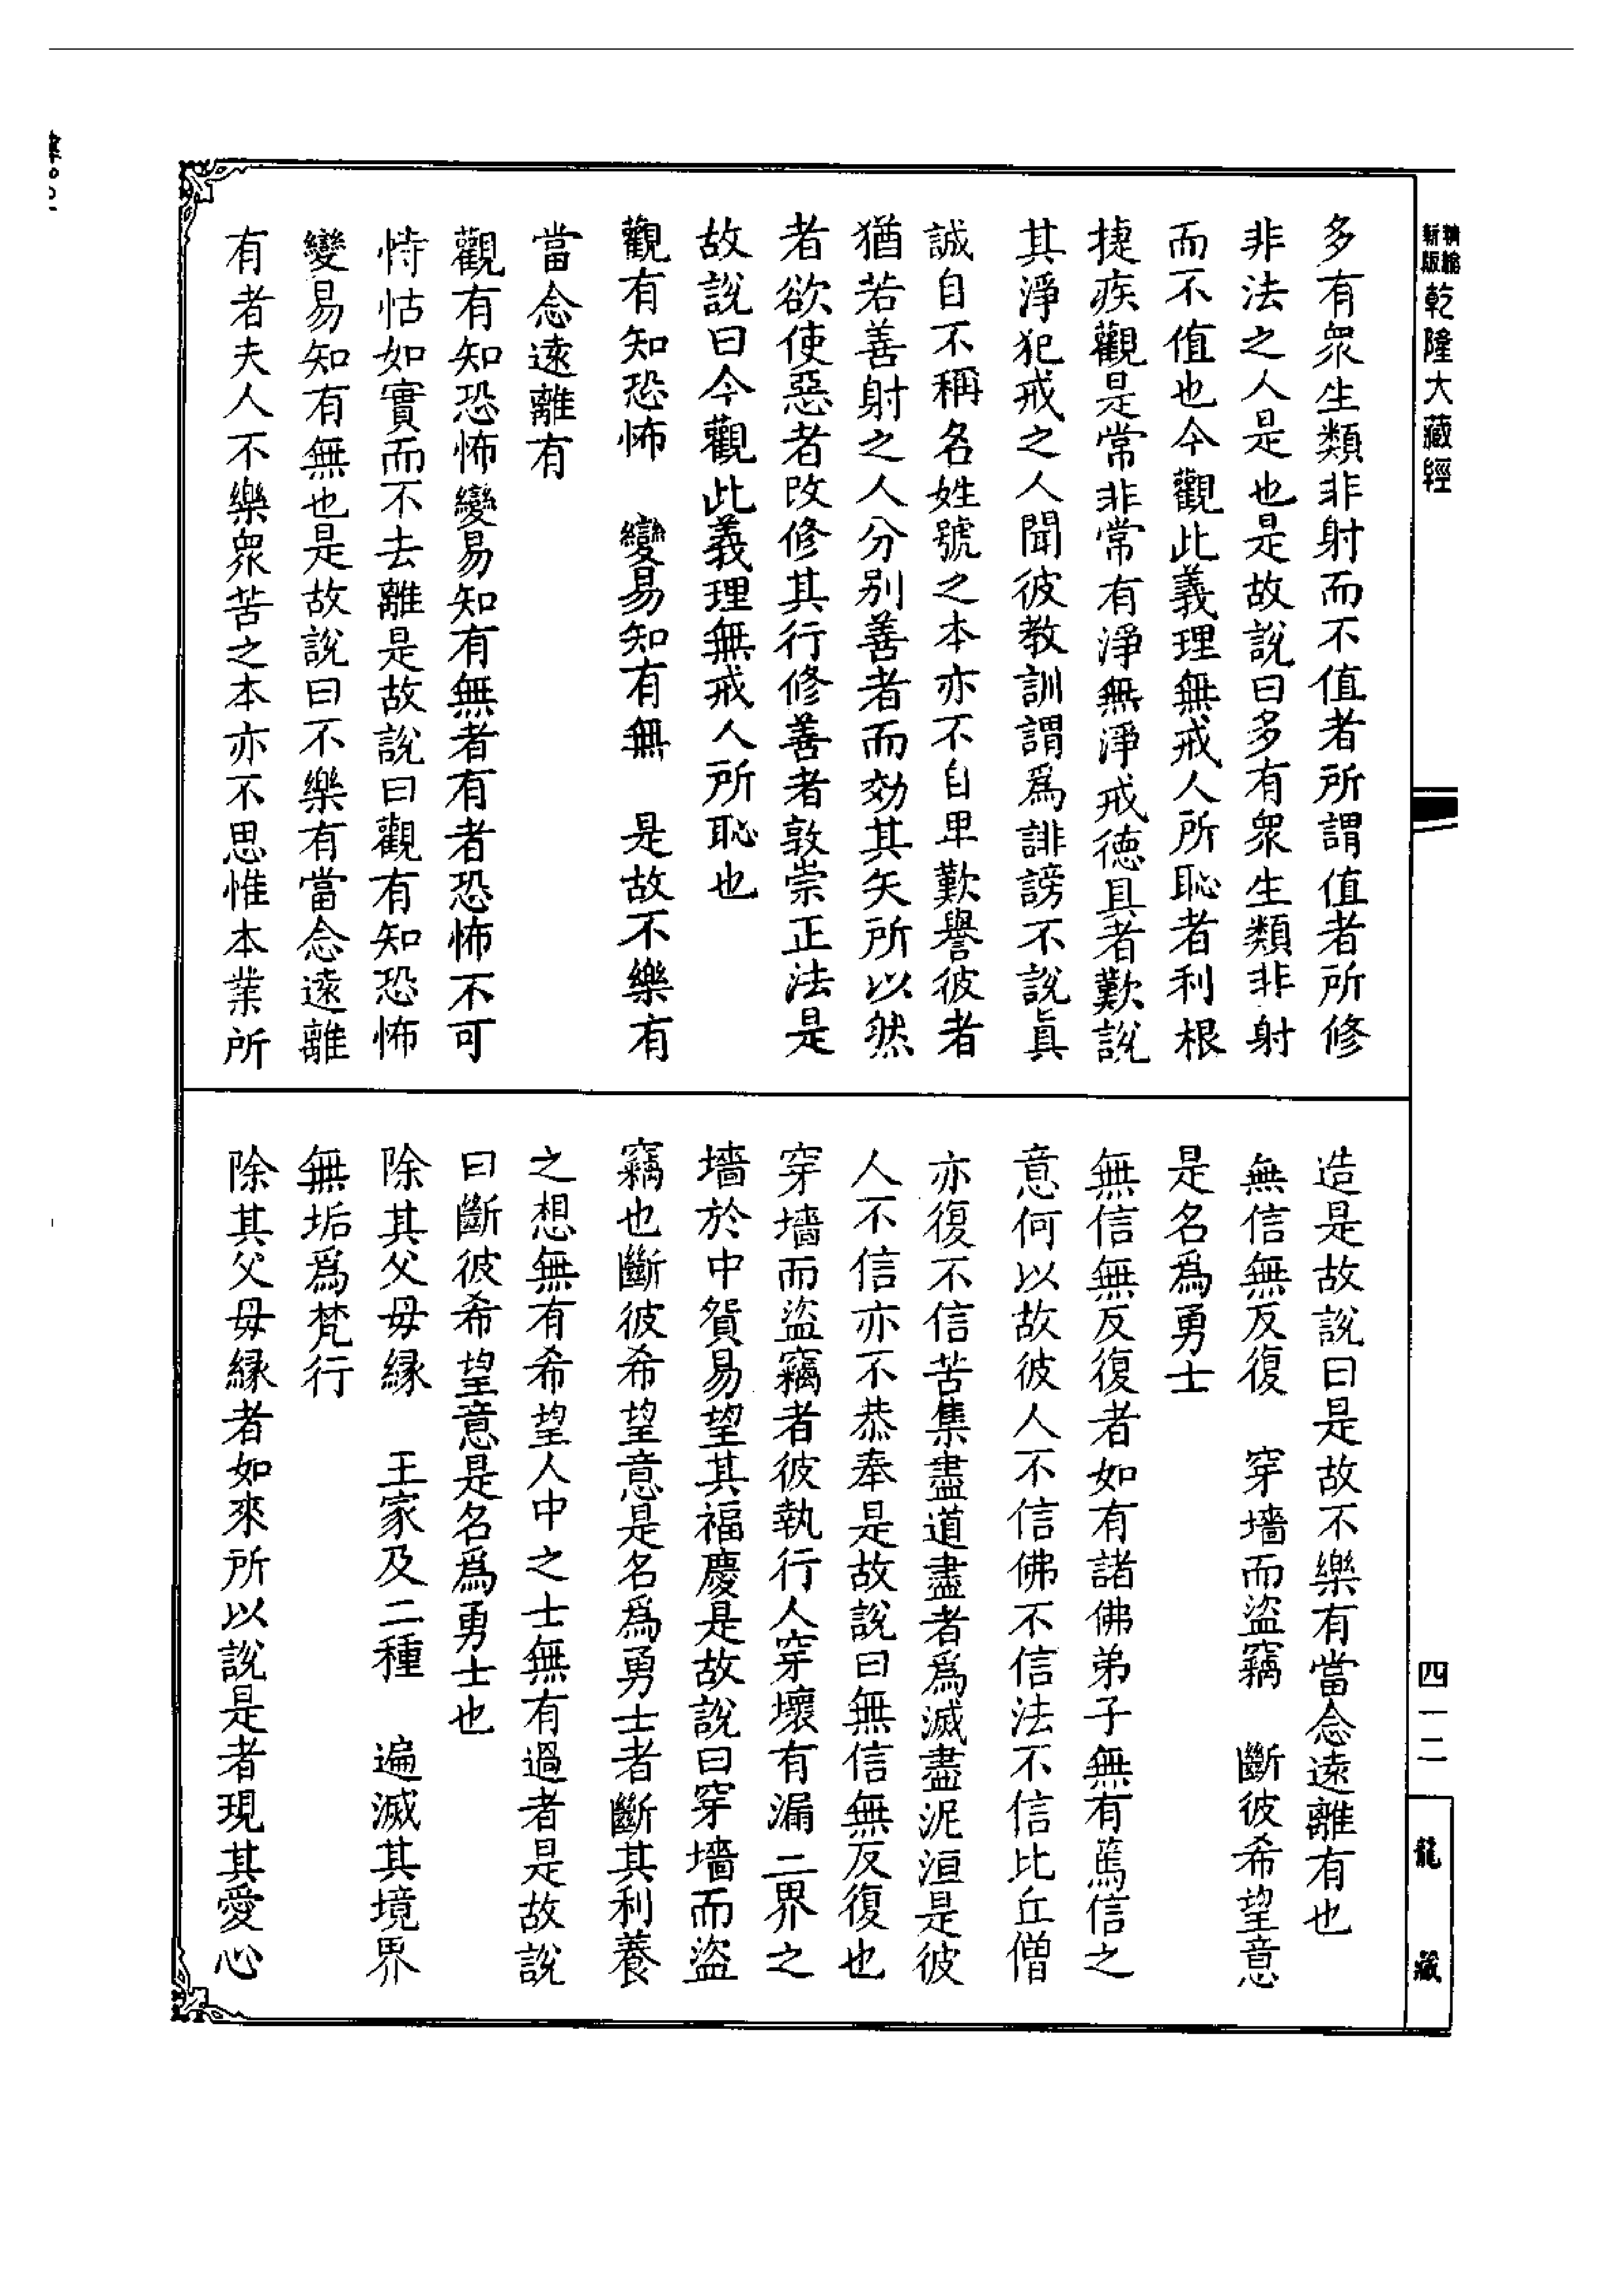 新版
精縮
乾隆大藏經
多有衆生類非射而不值者所謂值者所修
非法之人是也是故說曰多有衆生類非射
而不值也今觀此義理無戒人所恥者利根
捷疾觀是常非常有淨無淨戒德具者歎說
其淨犯戒之人聞彼教訓謂爲誹謗不說眞
誠自不稱名姓號之本亦不自卑歎譽彼者
猶若善射之人分別善者而効其矢所以然
者欲使惡者改修其行修善者敦崇正法是
故說曰今觀此義理無戒人所恥也
觀有知恐怖　變易知有無　是故不樂有
當念遠離有
觀有知恐怖變易知有無者有者恐怖不可
恃怙如實而不去離是故說曰觀有知恐怖
變易知有無也是故說曰不樂有當念遠離
有者夫人不樂衆苦之本亦不思惟本業所
造是故說曰是故不樂有當念遠離有也
無信無反復　穿墻而盜竊　斷彼希望意
是名爲勇士
無信無反復者如有諸佛弟子無有篤信之
意何以故彼人不信佛不信法不信比丘僧
亦復不信苦集盡道盡者爲滅盡泥洹是彼
人不信亦不恭奉是故說曰無信無反復也
穿墻而盜竊者彼執行人穿壞有漏二界之
墻於中貿易望其福慶是故說曰穿墻而盜
竊也斷彼希望意是名爲勇士者斷其利養
之想無有希望人中之士無有過者是故說
曰斷彼希望意是名爲勇士也
除其父母緣　王家及二種　遍滅其境界
無垢爲梵行
除其父母緣者如來所以說是者現其愛心
四一二
龍藏